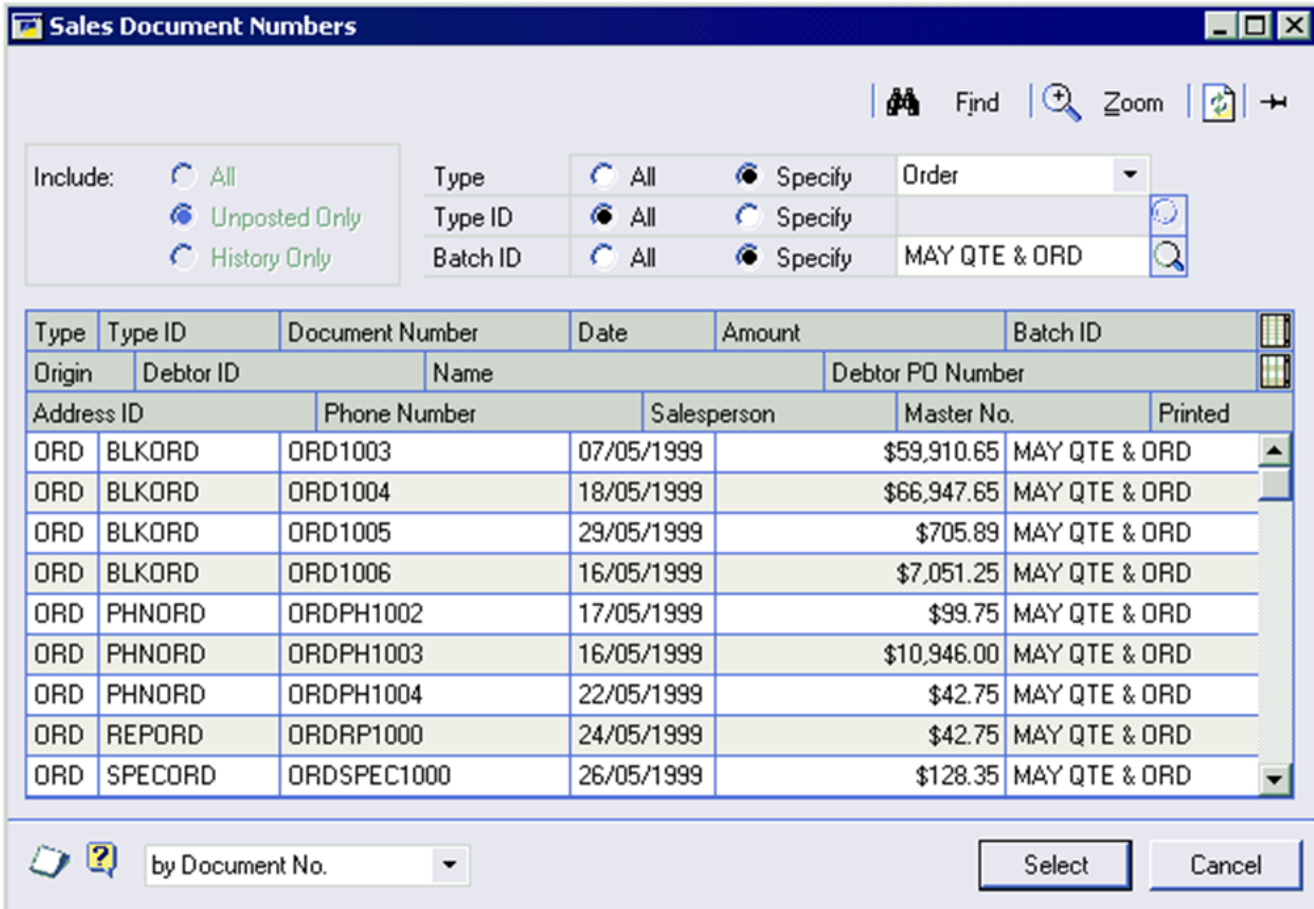 Sales Document Numbers
Find Zoom
Include: All Type All Specify Order
Unposted Only Type ID All Specify
History Only Batch ID All Specify MAY QTE & ORD
Type Type ID Document Number Date Amount Batch ID
Origin Debtor ID Name Debtor PO Number
Address ID Phone Number Salesperson Master No. Printed
ORD BLKORD ORD1003 07/05/1999 $59,910.65 MAY QTE & ORD
ORD BLKORD ORD1004 18/05/1999 $66,947.65 MAY QTE & ORD
ORD BLKORD ORD1005 29/05/1999 $705.89 MAY QTE & ORD
ORD BLKORD ORD1006 16/05/1999 $7,051.25 MAY QTE & ORD
ORD PHNORD ORDPH1002 17/05/1999 $99.75 MAY QTE & ORD
ORD PHNORD ORDPH1003 16/05/1999 $10,946.00 MAY QTE & ORD
ORD PHNORD ORDPH1004 22/05/1999 $42.75 MAY QTE & ORD
ORD REPORD ORDRP1000 24/05/1999 $42.75 MAY QTE & ORD
ORD SPECORD ORDSPEC1000 26/05/1999 $128.35 MAY QTE & ORD
by Document No. Select Cancel